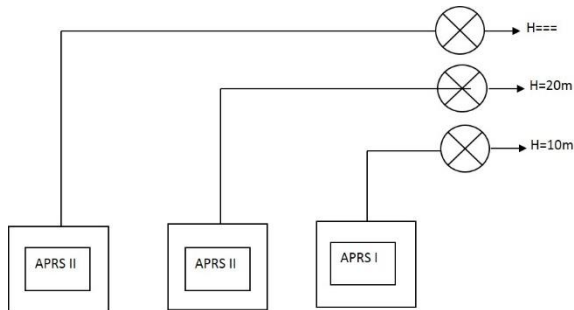 H===
H=20m
H=10m
APRS II
APRS II
APRS I